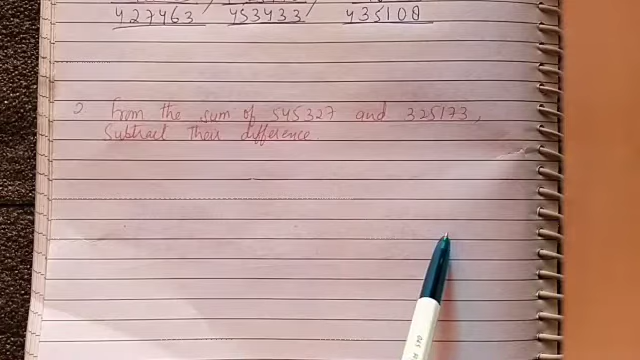 427463, 453433, 435108
2 From the sum of 545327 and 325173,
Subtract their difference